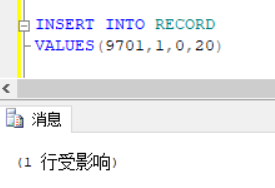 INSERT INTO RECORD
VALUES(9701,1,0,20)
消息
(1 行受影响)